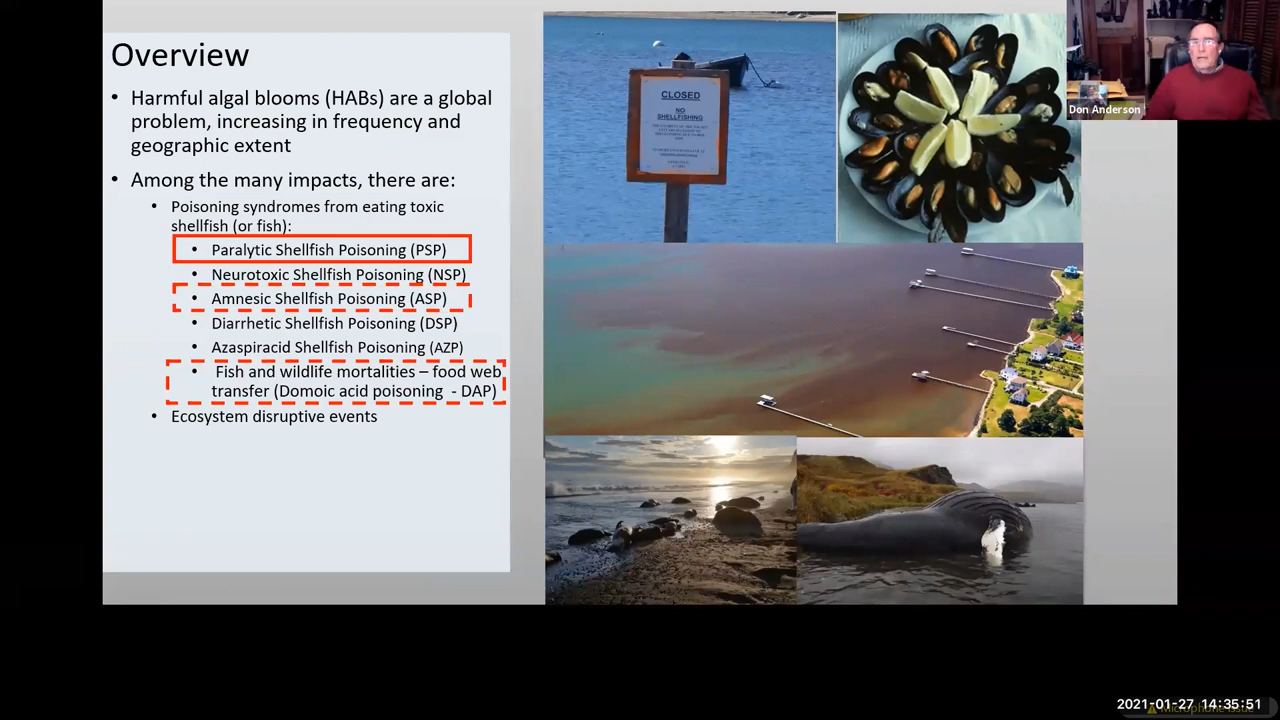 Overview
• Harmful algal blooms (HABs) are a global
problem, increasing in frequency and
geographic extent
• Among the many impacts, there are:
• Poisoning syndromes from eating toxic
shellfish (or fish):
• Paralytic Shellfish Poisoning (PSP)
• Neurotoxic Shellfish Poisoning (NSP)
• Amnesic Shellfish Poisoning (ASP)
• Diarrhetic Shellfish Poisoning (DSP)
• Azaspiracid Shellfish Poisoning (AZP)
• Fish and wildlife mortalities – food web
transfer (Domoic acid poisoning - DAP)
• Ecosystem disruptive events
CLOSED
NO
SHELLFISHING
Don Anderson
2021-01-27 14:35:51